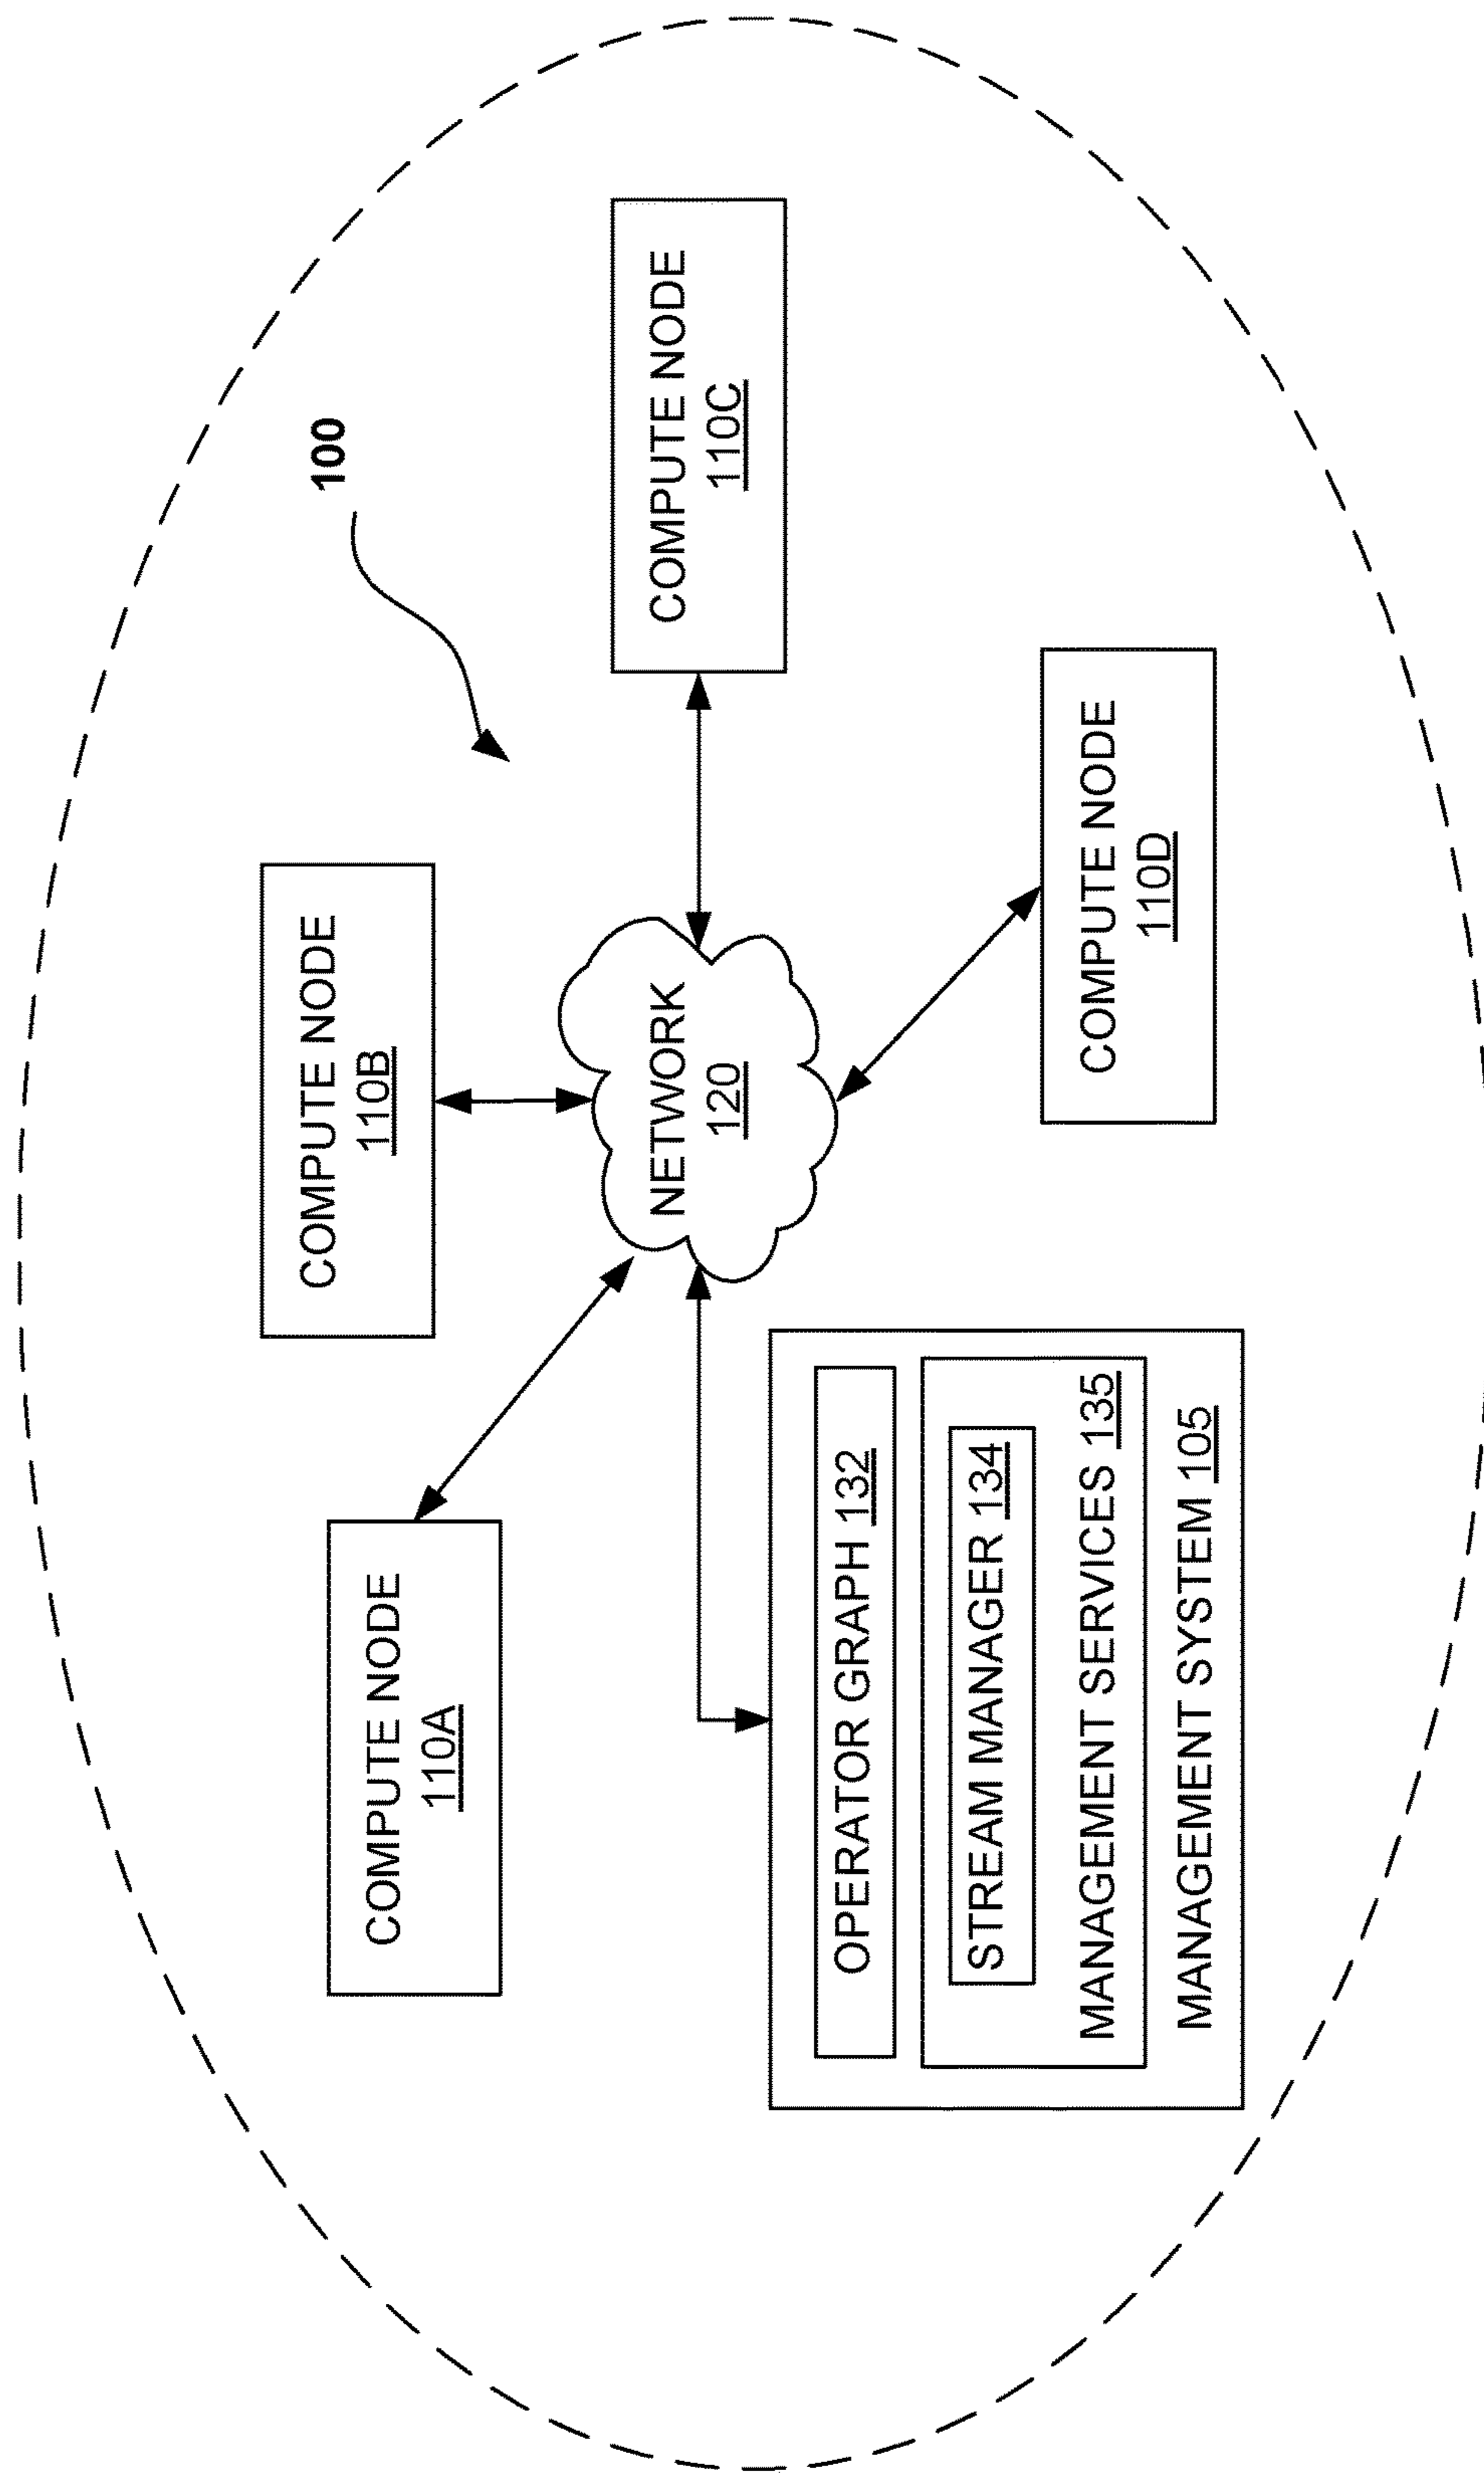 100
COMPUTE NODE
110B
COMPUTE NODE
110A
COMPUTE NODE
110C
NETWORK
120
OPERATOR GRAPH 132
STREAM MANAGER 134
MANAGEMENT SERVICES 135
MANAGEMENT SYSTEM 105
COMPUTE NODE
110D